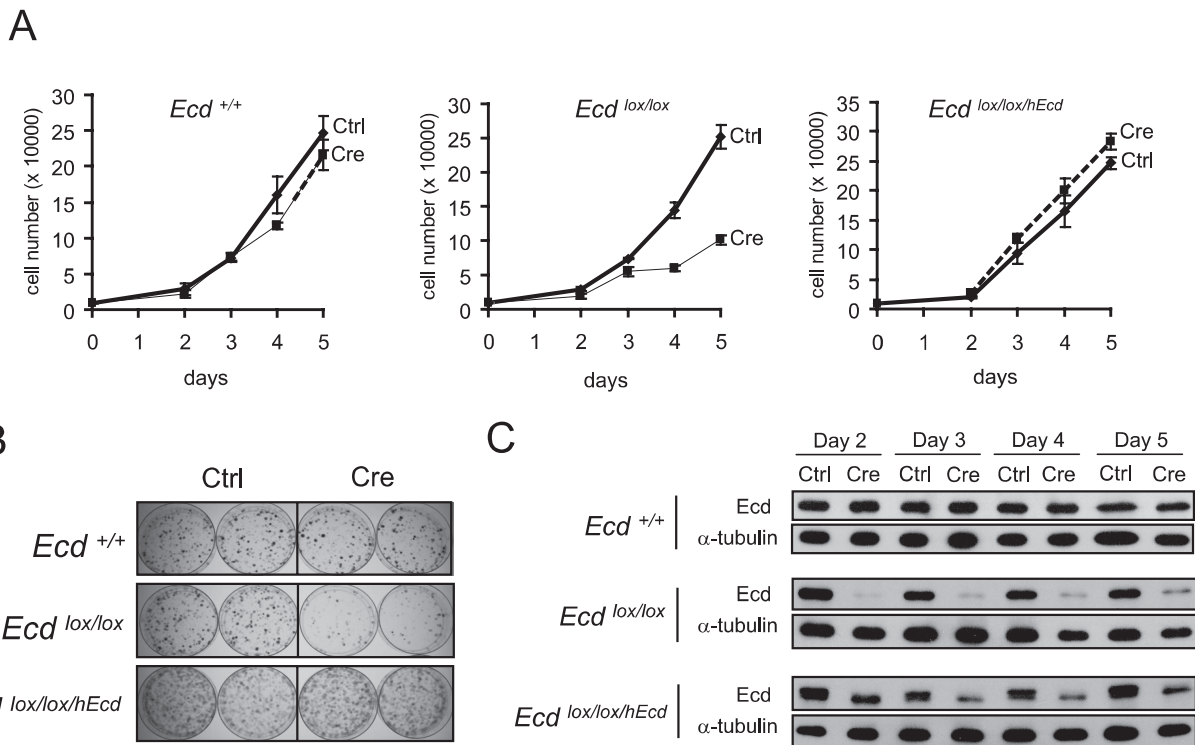 A
Ecd +/+
cell number (x 10000)
30
25
20
15
10
5
0
Ctrl
Cre
0 1 2 3 4 5
days
Ecd lox/lox
cell number (x 10000)
30
25
20
15
10
5
0
Ctrl
Cre
0 1 2 3 4 5
days
Ecd lox/lox/hEcd
cell number (x 10000)
35
30
25
20
15
10
5
0
Cre
Ctrl
0 1 2 3 4 5
days
Ctrl Cre
Ecd +/+
Ecd lox/lox
lox/lox/hEcd
C
Day 2 Day 3 Day 4 Day 5
Ctrl Cre Ctrl Cre Ctrl Cre Ctrl Cre
Ecd +/+
Ecd
α-tubulin
Ecd lox/lox
Ecd
α-tubulin
Ecd lox/lox/hEcd
Ecd
α-tubulin